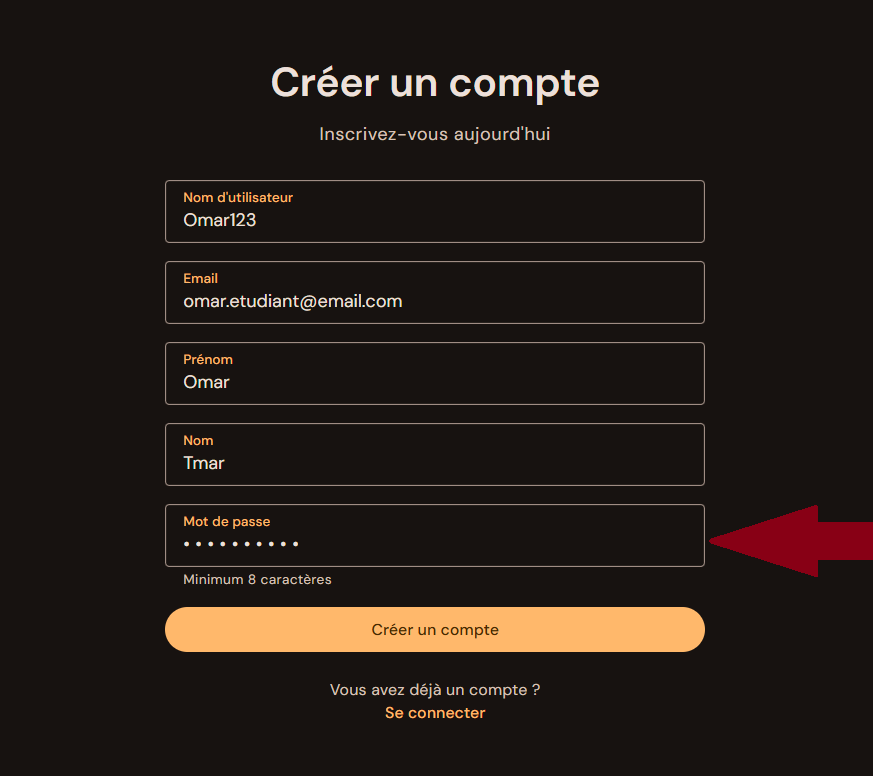 Créer un compte
Inscrivez-vous aujourd'hui
Nom d'utilisateur
Omar123
Email
omar.etudiant@email.com
Prénom
Omar
Nom
Tmar
Mot de passe
••••••••••
Minimum 8 caractères
Créer un compte
Vous avez déjà un compte ?
Se connecter